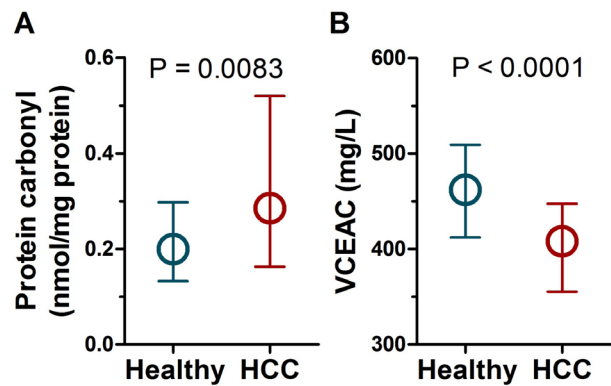 A
Protein carbonyl
(nmol/mg protein)
0.6
0.4
0.2
0.0
P = 0.0083
Healthy HCC
B
VCEAC (mg/L)
600
500
400
300
P < 0.0001
Healthy HCC